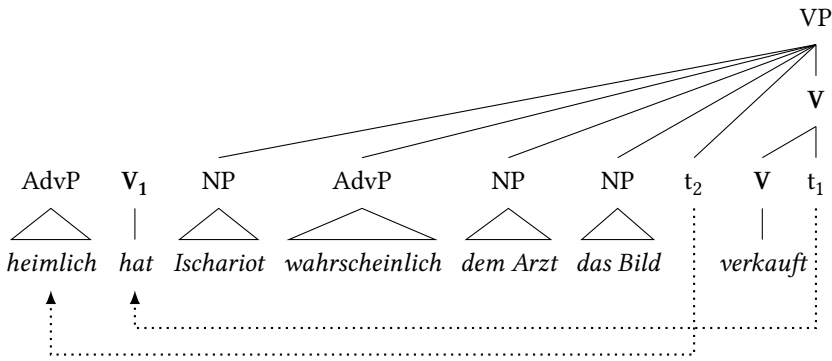 VP
V
AdvP V₁ NP AdvP NP NP t₂ V t₁
heimlich hat Ischariot wahrscheinlich dem Arzt das Bild verkauft